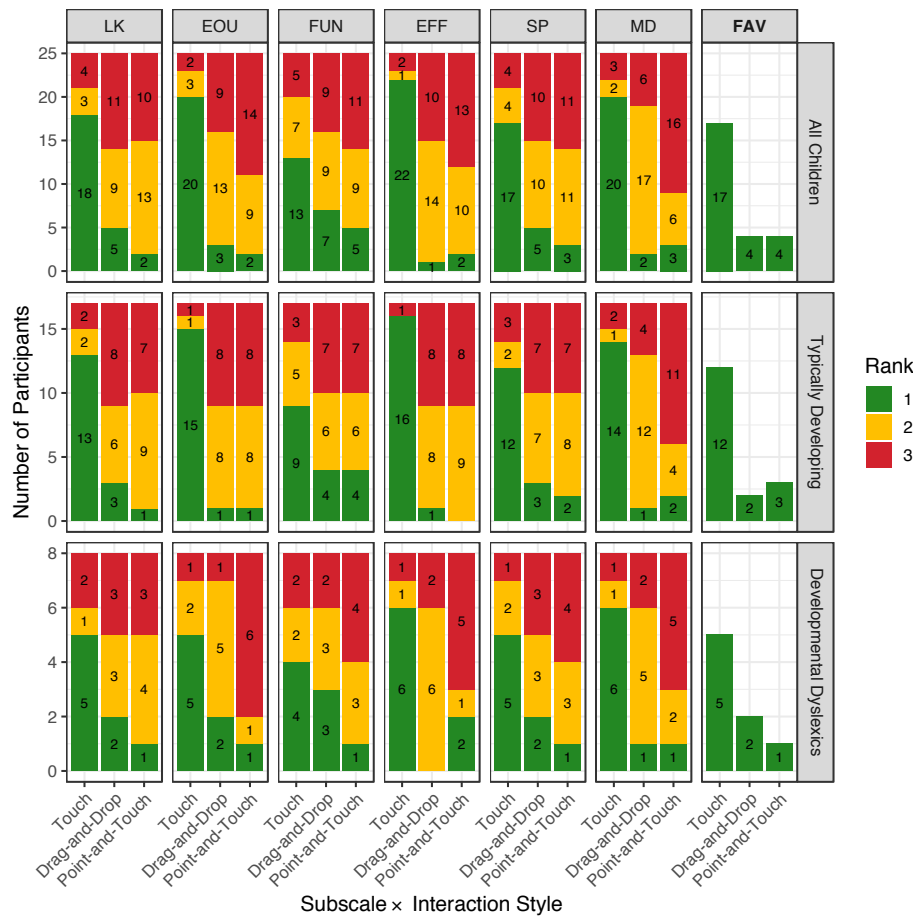 LK EOU FUN EFF SP MD FAV
25 4 3 18 11 9 5 10 13 2 2 3 20 9 13 3 14 9 2 5 7 13 9 9 7 11 9 5 2 1 22 10 14 1 13 10 2 4 4 17 10 10 5 11 11 3 3 2 20 6 17 2 16 6 3 17 4 4 All Children
20
15
10
5
0
15 2 2 13 8 6 3 7 9 1 1 1 15 8 8 1 8 8 1 3 5 9 7 6 4 7 6 4 1 16 8 8 1 8 9 3 2 12 7 7 3 7 8 2 2 1 14 4 12 1 11 4 2 12 2 3 Typically Developing
10
5
0
8 2 1 5 3 3 2 3 4 1 1 2 5 1 5 2 6 1 1 2 2 4 2 3 3 4 3 1 1 1 6 2 6 5 1 2 1 2 5 3 3 2 4 3 1 1 1 6 2 5 1 5 2 1 5 2 1 Developmental Dyslexics
6
4
2
0
Number of Participants
Rank
1
2
3
Touch Drag-and-Drop Point-and-Touch Touch Drag-and-Drop Point-and-Touch Touch Drag-and-Drop Point-and-Touch Touch Drag-and-Drop Point-and-Touch Touch Drag-and-Drop Point-and-Touch Touch Drag-and-Drop Point-and-Touch Touch Drag-and-Drop Point-and-Touch
Subscale × Interaction Style